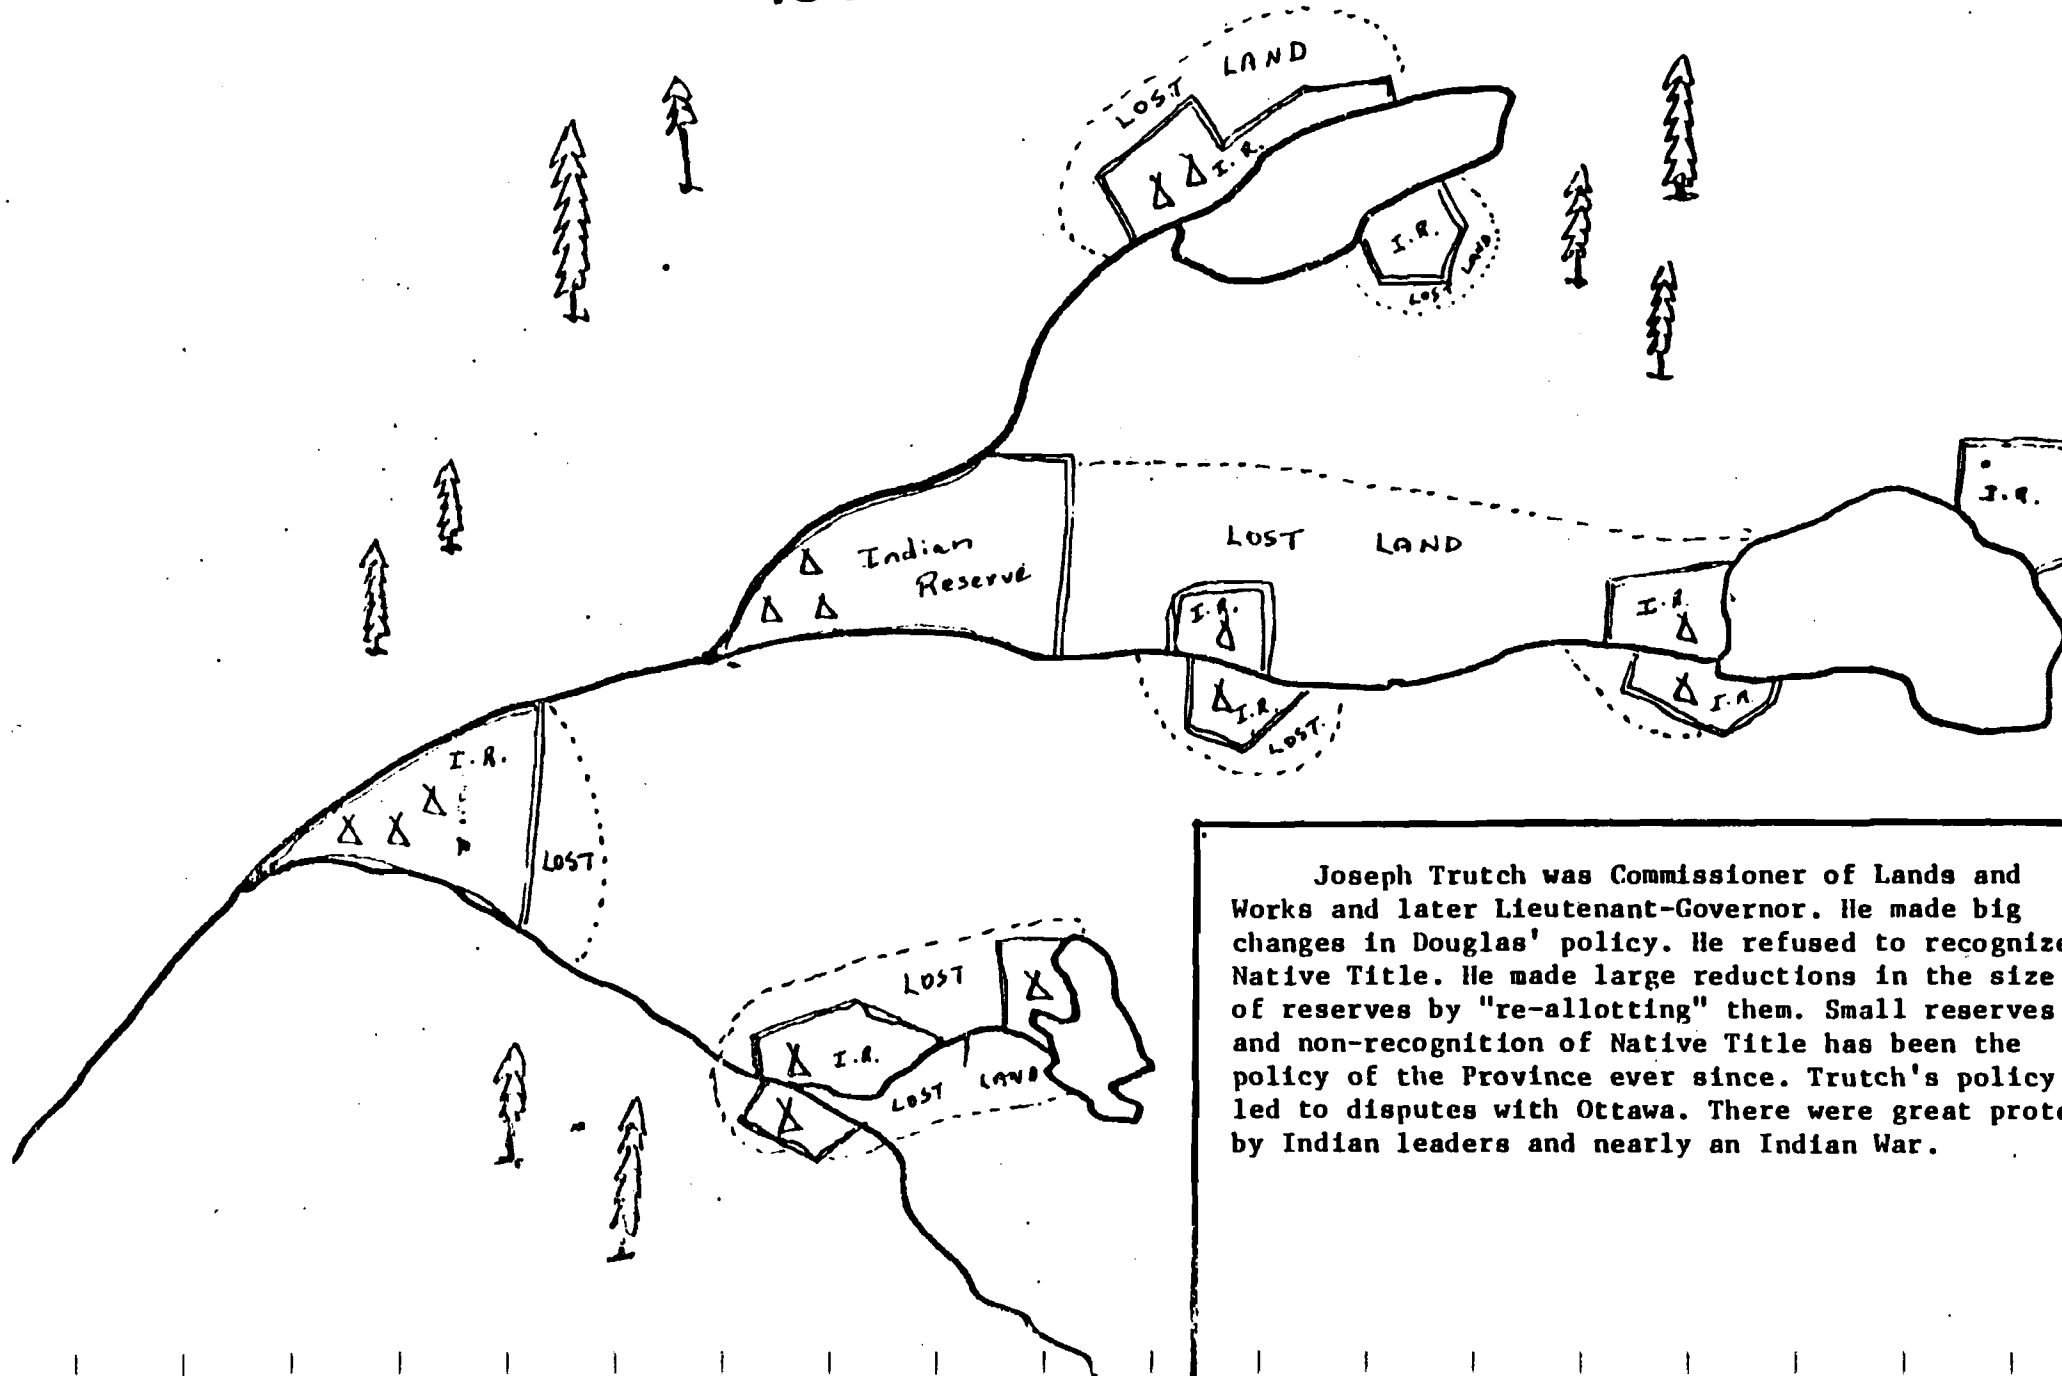 LOST LAND
I.R.
I.R.
LAND
LOST
I.R.
Indian
Reserve
LOST LAND
I.R.
I.R.
I.R.
I.R.
LOST.
I.R.
LOST
LOST
I.R.
LOST LAND
Joseph Trutch was Commissioner of Lands and
Works and later Lieutenant-Governor. He made big
changes in Douglas' policy. He refused to recognize
Native Title. He made large reductions in the size
of reserves by "re-allotting" them. Small reserves
and non-recognition of Native Title has been the
policy of the Province ever since. Trutch's policy
led to disputes with Ottawa. There were great
by Indian leaders and nearly an Indian War.